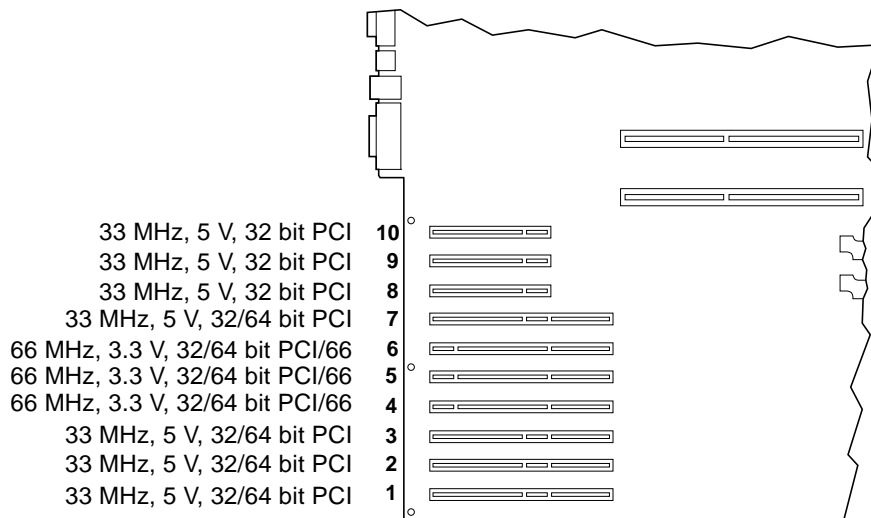 33 MHz, 5 V, 32 bit PCI 10
33 MHz, 5 V, 32 bit PCI 9
33 MHz, 5 V, 32 bit PCI 8
33 MHz, 5 V, 32/64 bit PCI 7
66 MHz, 3.3 V, 32/64 bit PCI/66 6
66 MHz, 3.3 V, 32/64 bit PCI/66 5
66 MHz, 3.3 V, 32/64 bit PCI/66 4
33 MHz, 5 V, 32/64 bit PCI 3
33 MHz, 5 V, 32/64 bit PCI 2
33 MHz, 5 V, 32/64 bit PCI 1